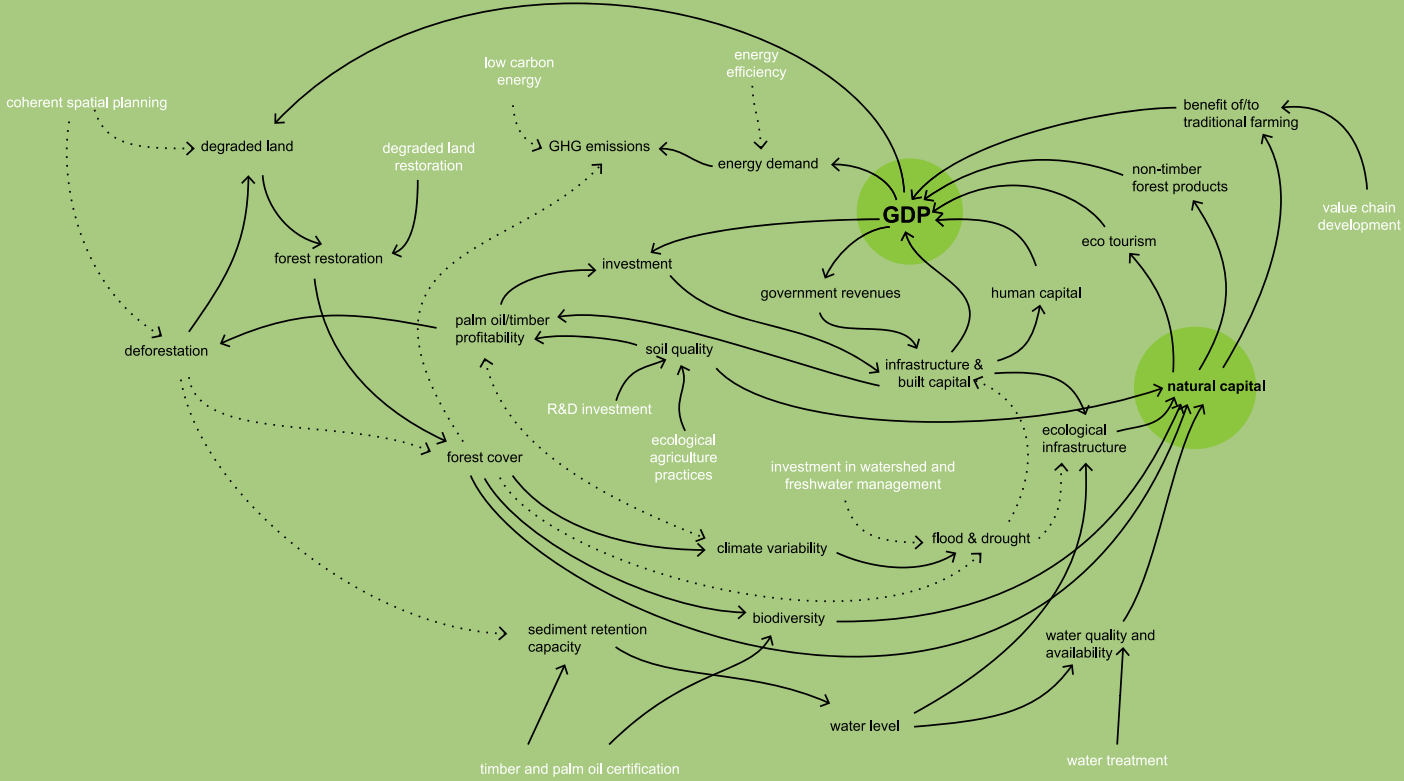 low carbon
energy
energy
efficiency
coherent spatial planning
benefit of/to
traditional farming
degraded land
degraded land
restoration
GHG emissions
energy demand
non-timber
forest products
value chain
development
GDP
eco tourism
forest restoration
investment
government revenues
human capital
palm oil/timber
profitability
soil quality
deforestation
infrastructure &
built capital
natural capital
R&D investment
ecological
agriculture
practices
ecological
infrastructure
forest cover
investment in watershed and
freshwater management
climate variability
flood & drought
biodiversity
sediment retention
capacity
water quality and
availability
water level
timber and palm oil certification
water treatment